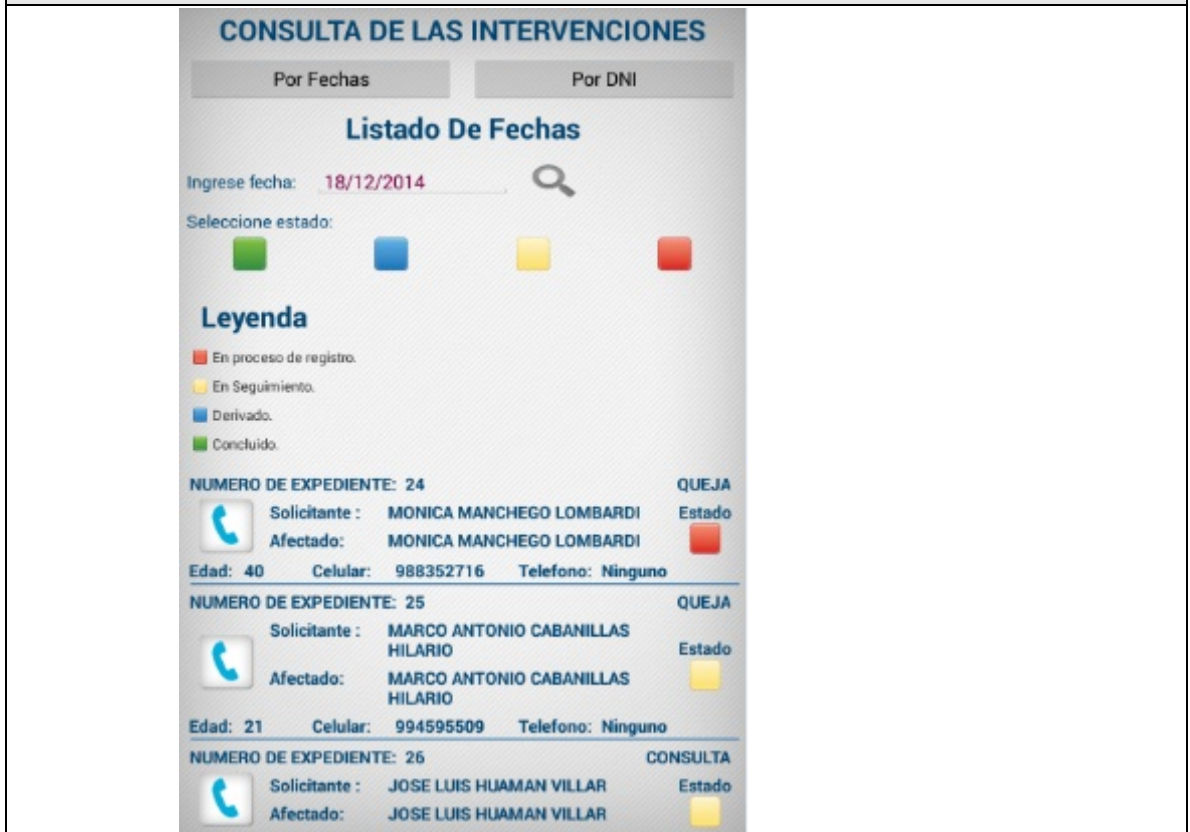 CONSULTA DE LAS INTERVENCIONES
Por Fechas Por DNI
Listado De Fechas
Ingrese fecha: 18/12/2014
Seleccione estado:
Leyenda
En proceso de registro.
En Seguimiento.
Derivado.
Concluido.
NUMERO DE EXPEDIENTE: 24 QUEJA
Solicitante : MONICA MANCHEGO LOMBARDI Estado
Afectado: MONICA MANCHEGO LOMBARDI
Edad: 40 Celular: 988352716 Telefono: Ninguno
NUMERO DE EXPEDIENTE: 25 QUEJA
Solicitante : MARCO ANTONIO CABANILLAS
HILARIO Estado
Afectado: MARCO ANTONIO CABANILLAS
HILARIO
Edad: 21 Celular: 994595509 Telefono: Ninguno
NUMERO DE EXPEDIENTE: 26 CONSULTA
Solicitante : JOSE LUIS HUAMAN VILLAR Estado
Afectado: JOSE LUIS HUAMAN VILLAR